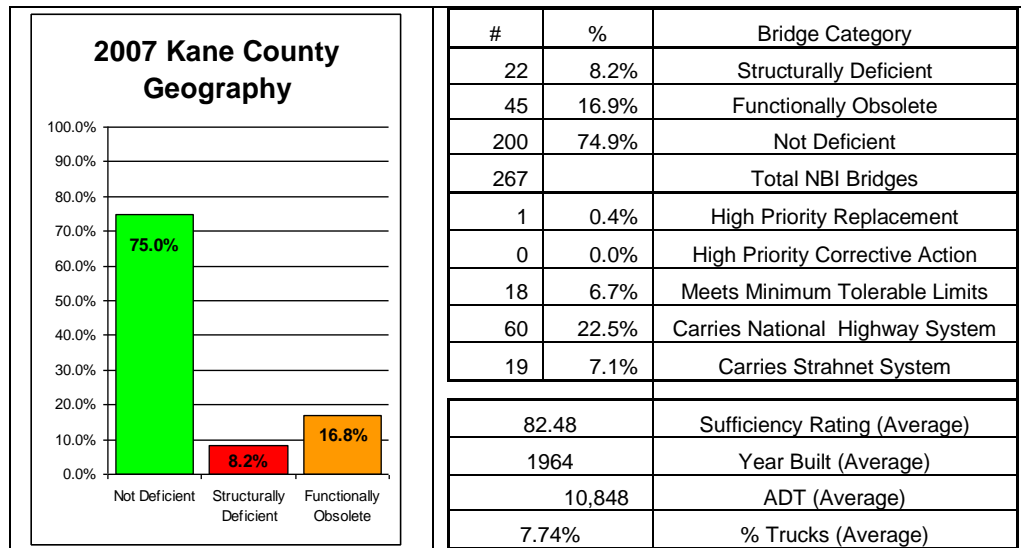 2007 Kane County
Geography
100.0%
90.0%
80.0%
70.0%
60.0%
50.0%
40.0%
30.0%
20.0%
10.0%
0.0%
75.0%
8.2%
16.8%
Not Deficient
Structurally
Deficient
Functionally
Obsolete
# % Bridge Category
22 8.2% Structurally Deficient
45 16.9% Functionally Obsolete
200 74.9% Not Deficient
267 Total NBI Bridges
1 0.4% High Priority Replacement
0 0.0% High Priority Corrective Action
18 6.7% Meets Minimum Tolerable Limits
60 22.5% Carries National Highway System
19 7.1% Carries Strahnet System
82.48 Sufficiency Rating (Average)
1964 Year Built (Average)
10,848 ADT (Average)
7.74% % Trucks (Average)